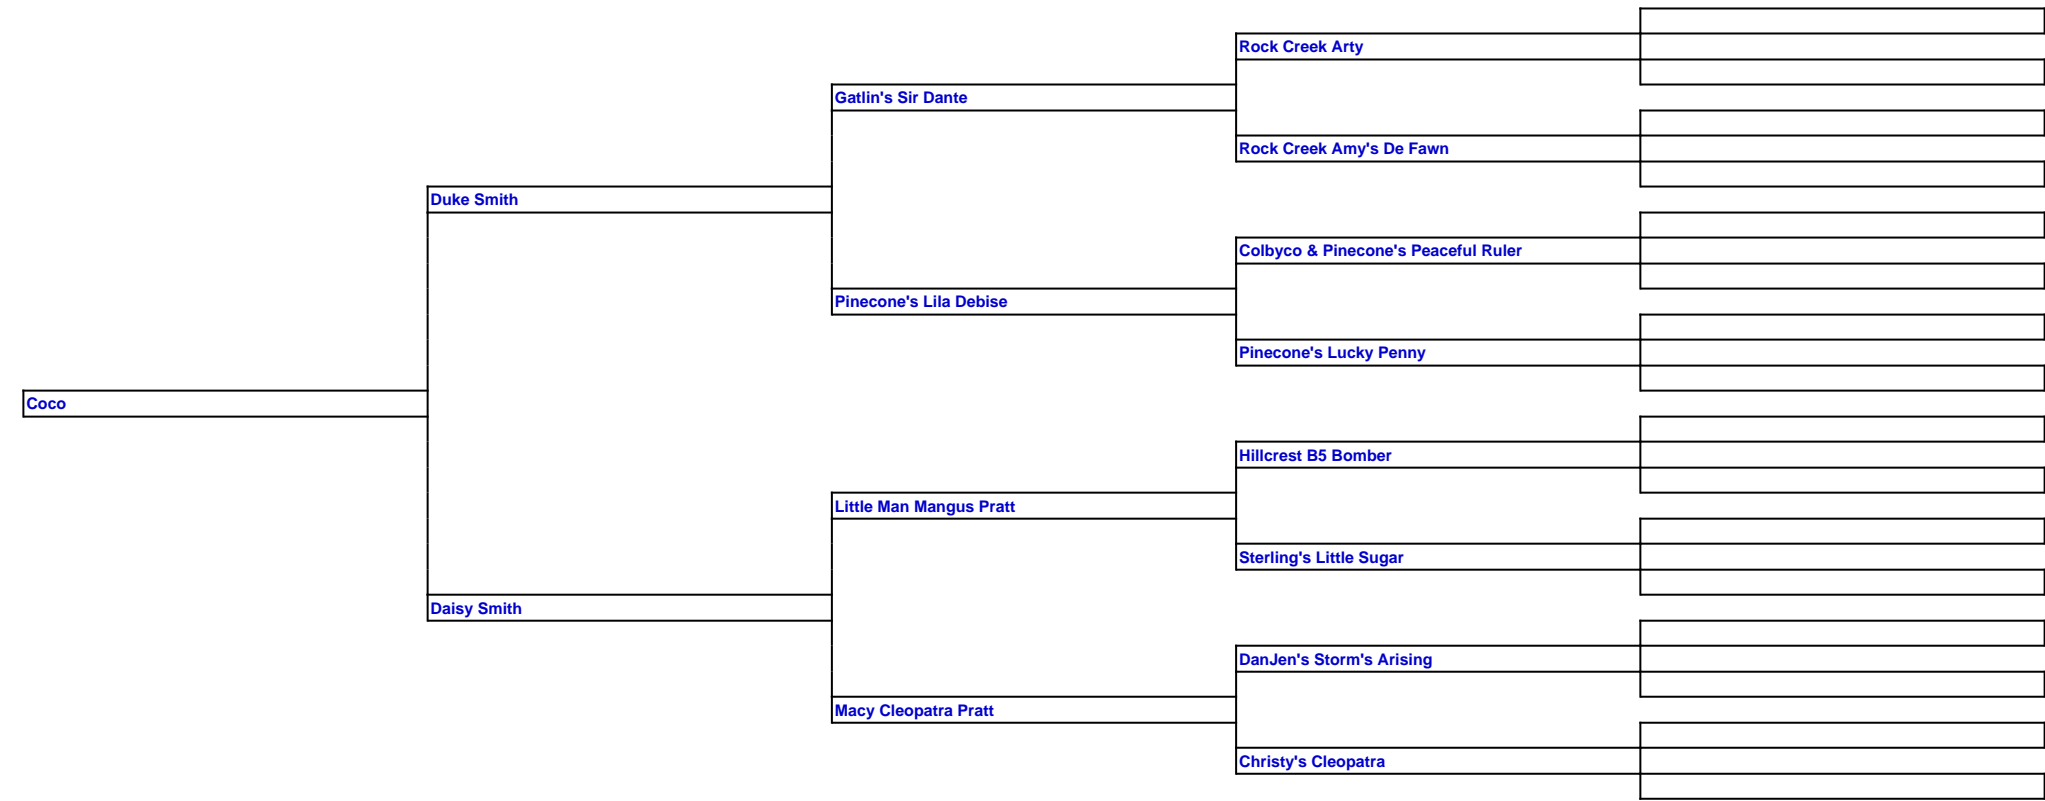 Rock Creek Arty
Gatlin's Sir Dante
Rock Creek Amy's De Fawn
Duke Smith
Colbyco & Pinecone's Peaceful Ruler
Pinecone's Lila Debise
Pinecone's Lucky Penny
Coco
Hillcrest B5 Bomber
Little Man Mangus Pratt
Sterling's Little Sugar
Daisy Smith
DanJen's Storm's Arising
Macy Cleopatra Pratt
Christy's Cleopatra